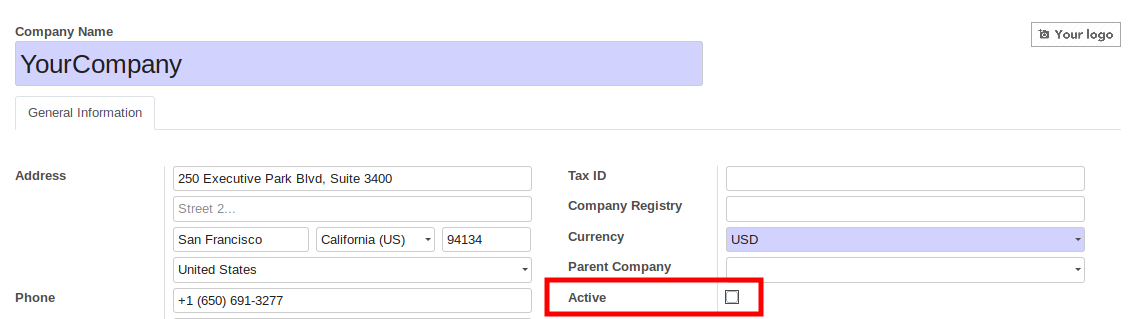 Company Name
Your logo
YourCompany
General Information
Address
250 Executive Park Blvd, Suite 3400
Street 2...
San Francisco
California (US)
94134
United States
Phone
+1 (650) 691-3277
Tax ID
Company Registry
Currency
USD
Parent Company
Active